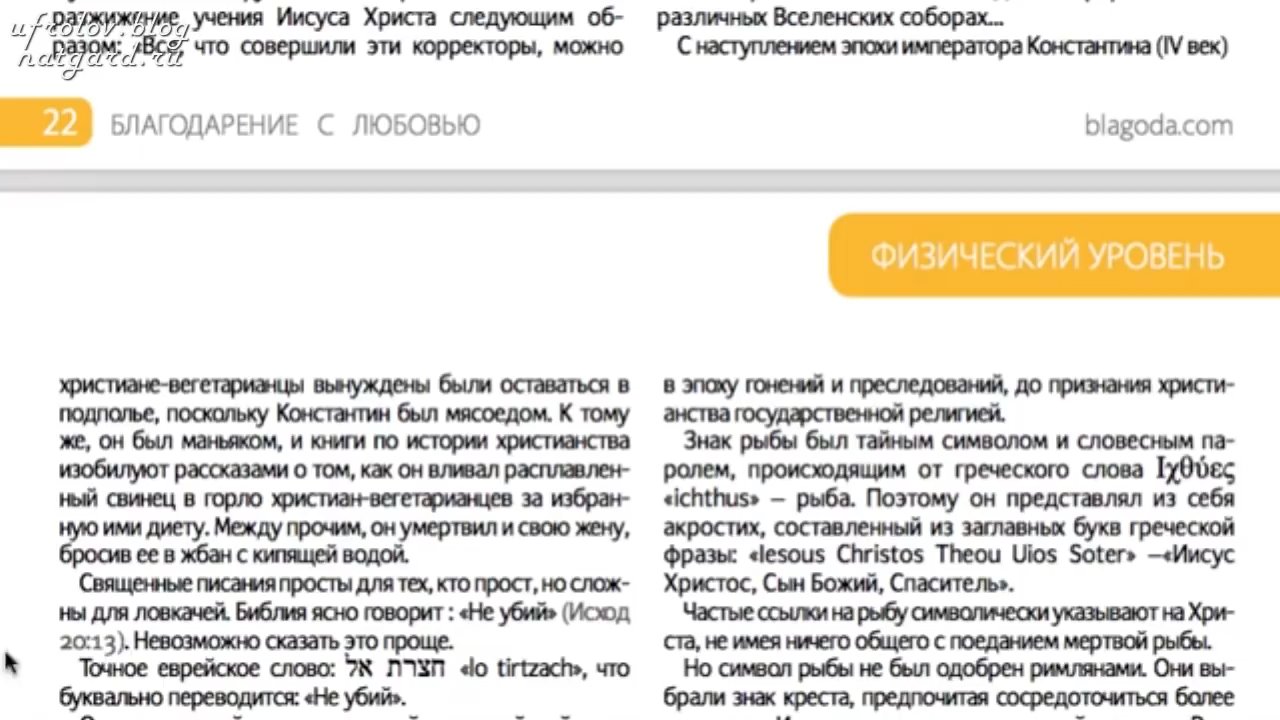 ufrolov.blog
natgard.ru
разжижение учения Иисуса Христа следующим об-
разом: «Все, что совершили эти корректоры, можно
различных Вселенских соборах...
С наступлением эпохи императора Константина (IV век)
22 БЛАГОДАРЕНИЕ С ЛЮБОВЬЮ
blagoda.com
ФИЗИЧЕСКИЙ УРОВЕНЬ
христиане-вегетарианцы вынуждены были оставаться в
подполье, поскольку Константин был мясоедом. К тому
же, он был маньяком, и книги по истории христианства
изобилуют рассказами о том, как он вливал расплавлен-
ный свинец в горло христиан-вегетарианцев за избран-
ную ими диету. Между прочим, он умертвил и свою жену,
бросив ее в жбан с кипящей водой.
Священные писания просты для тех, кто прост, но слож-
ны для ловкачей. Библия ясно говорит : «Не убий» (Исход
20:13). Невозможно сказать это проще.
Точное еврейское слово: חצרת אל «lo tirtzach», что
буквально переводится: «Не убий».
в эпоху гонений и преследований, до признания христи-
анства государственной религией.
Знак рыбы был тайным символом и словесным па-
ролем, происходящим от греческого слова Ιχθύες
«ichthus» – рыба. Поэтому он представлял из себя
акростих, составленный из заглавных букв греческой
фразы: «Iesous Christos Theou Uios Soter» –«Иисус
Христос, Сын Божий, Спаситель».
Частые ссылки на рыбу символически указывают на Хри-
ста, не имея ничего общего с поеданием мертвой рыбы.
Но символ рыбы не был одобрен римлянами. Они вы-
брали знак креста, предпочитая сосредоточиться более